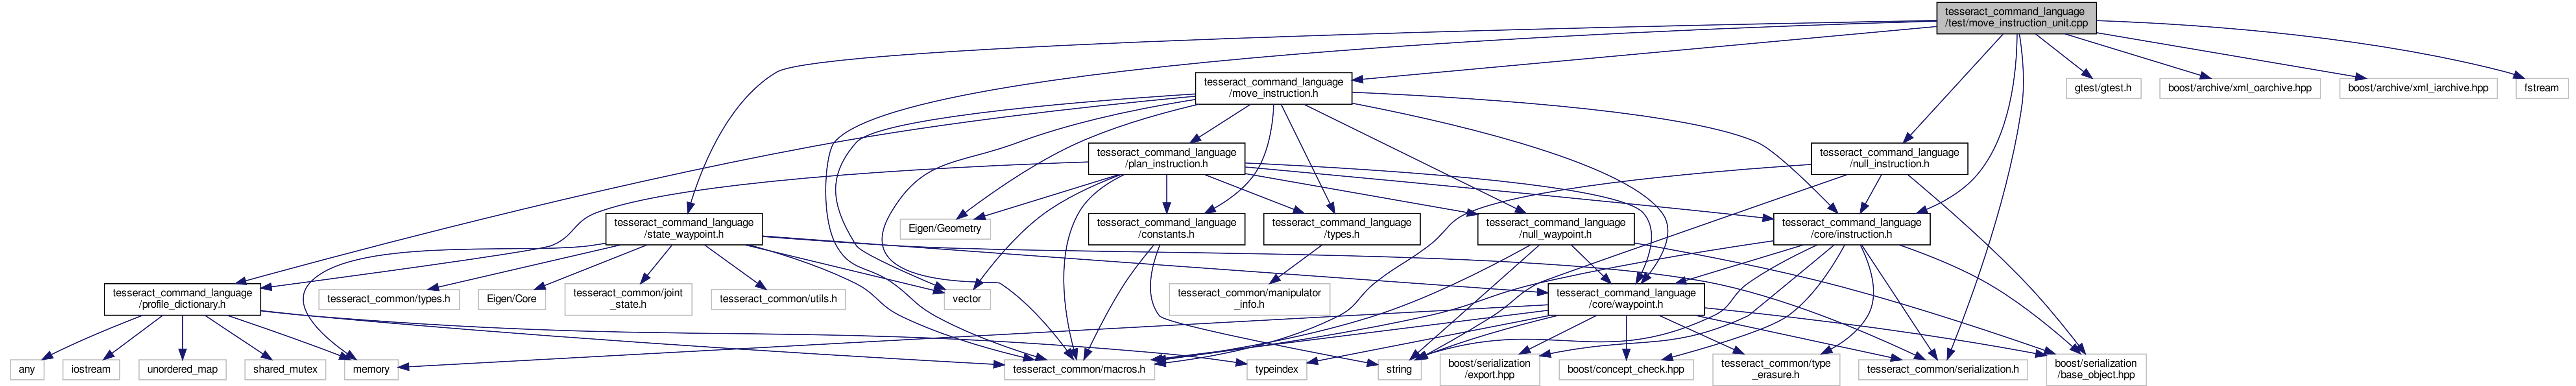 tesseract_command_language
/test/move_instruction_unit.cpp
tesseract_command_language
/move_instruction.h
gtest/gtest.h
boost/archive/xml_oarchive.hpp
boost/archive/xml_iarchive.hpp
fstream
tesseract_command_language
/plan_instruction.h
tesseract_command_language
/null_instruction.h
tesseract_command_language
/state_waypoint.h
Eigen/Geometry
tesseract_command_language
/constants.h
tesseract_command_language
/types.h
tesseract_command_language
/null_waypoint.h
tesseract_command_language
/core/instruction.h
tesseract_command_language
/profile_dictionary.h
tesseract_common/types.h
Eigen/Core
tesseract_common/joint
_state.h
tesseract_common/utils.h
vector
tesseract_common/manipulator
_info.h
tesseract_command_language
/core/waypoint.h
any
iostream
unordered_map
shared_mutex
memory
tesseract_common/macros.h
typeindex
string
boost/serialization
/export.hpp
boost/concept_check.hpp
tesseract_common/type
_erasure.h
tesseract_common/serialization.h
boost/serialization
/base_object.hpp